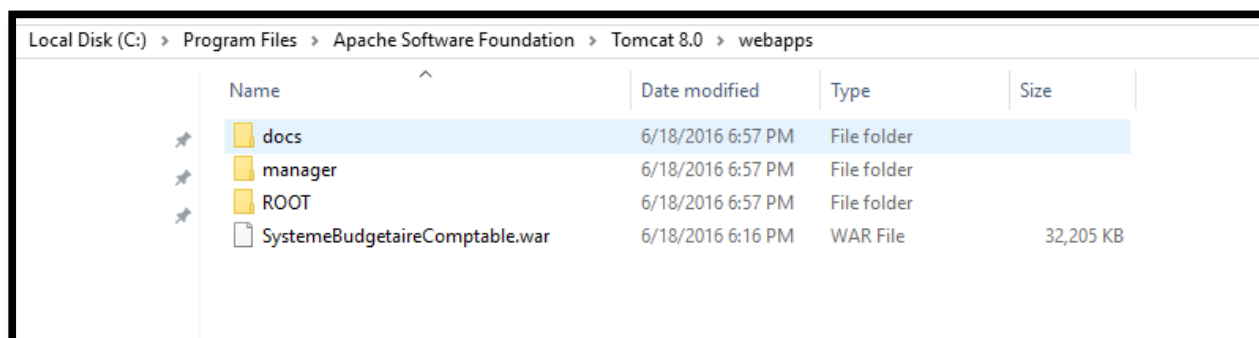 Local Disk (C:) > Program Files > Apache Software Foundation > Tomcat 8.0 > webapps
Name Date modified Type Size
docs 6/18/2016 6:57 PM File folder
manager 6/18/2016 6:57 PM File folder
ROOT 6/18/2016 6:57 PM File folder
SystemeBudgetaireComptable.war 6/18/2016 6:16 PM WAR File 32,205 KB